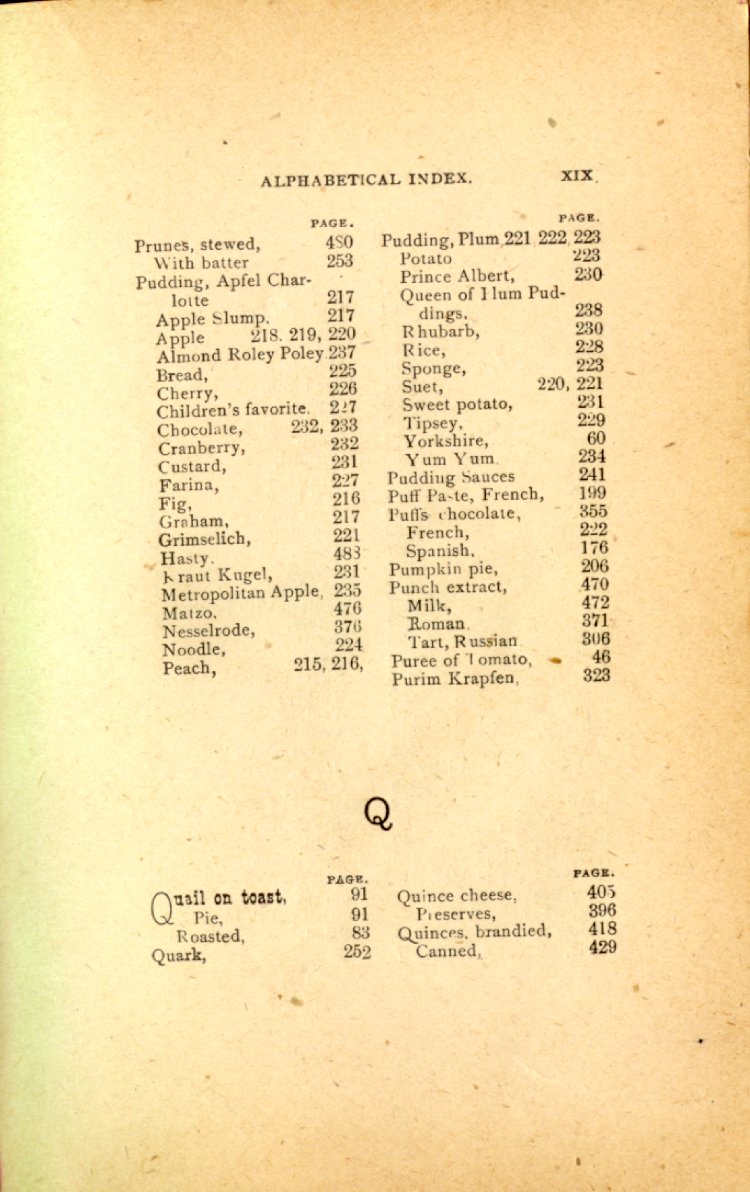 ALPHABETICAL INDEX. XIX.
PAGE.
Prunes, stewed, 480
With batter 253
Pudding, Apfel Char-
lotte 217
Apple Slump, 217
Apple 218. 219, 220
Almond Roley Poley 237
Bread, 225
Cherry, 226
Children's favorite. 227
Chocolate, 232, 233
Cranberry, 232
Custard, 231
Farina, 227
Fig, 216
Graham, 217
Grimselich, 221
Hasty. 483
Kraut Kugel, 231
Metropolitan Apple, 235
Matzo. 476
Nesselrode, 376
Noodle, 224
Peach, 215, 216,
PAGE.
Pudding, Plum, 221 222, 223
Potato 223
Prince Albert, 230
Queen of Plum Pud-
dings. 238
Rhubarb, 230
Rice, 228
Sponge, 223
Suet, 220, 221
Sweet potato, 231
Tipsey. 229
Yorkshire, 60
Yum Yum. 234
Pudding Sauces 241
Puff Paste, French, 199
Puffs chocolate, 355
French, 222
Spanish. 176
Pumpkin pie, 206
Punch extract, 470
Milk, 472
Roman. 371
Tart, Russian. 306
Puree of Tomato, 46
Purim Krapfen, 323
Q
PAGE.
Quail on toast, 91
Pie, 91
Roasted, 83
Quark, 252
PAGE.
Quince cheese, 405
Preserves, 396
Quinces. brandied, 418
Canned, 429